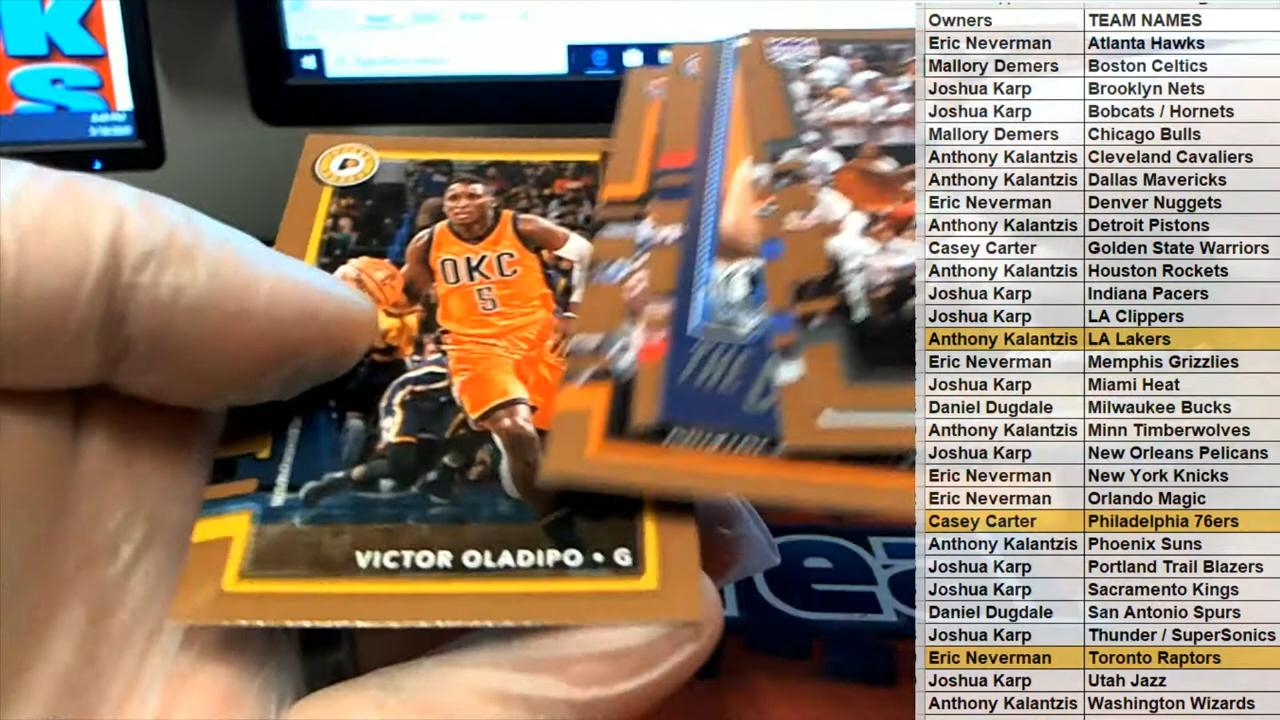 KS
OKC
5
VICTOR OLADIPO • G
THE
Owners TEAM NAMES
Eric Neverman Atlanta Hawks
Mallory Demers Boston Celtics
Joshua Karp Brooklyn Nets
Joshua Karp Bobcats / Hornets
Mallory Demers Chicago Bulls
Anthony Kalantzis Cleveland Cavaliers
Anthony Kalantzis Dallas Mavericks
Eric Neverman Denver Nuggets
Anthony Kalantzis Detroit Pistons
Casey Carter Golden State Warriors
Anthony Kalantzis Houston Rockets
Joshua Karp Indiana Pacers
Joshua Karp LA Clippers
Anthony Kalantzis LA Lakers
Eric Neverman Memphis Grizzlies
Joshua Karp Miami Heat
Daniel Dugdale Milwaukee Bucks
Anthony Kalantzis Minn Timberwolves
Joshua Karp New Orleans Pelicans
Eric Neverman New York Knicks
Eric Neverman Orlando Magic
Casey Carter Philadelphia 76ers
Anthony Kalantzis Phoenix Suns
Joshua Karp Portland Trail Blazers
Joshua Karp Sacramento Kings
Daniel Dugdale San Antonio Spurs
Joshua Karp Thunder / SuperSonics
Eric Neverman Toronto Raptors
Joshua Karp Utah Jazz
Anthony Kalantzis Washington Wizards